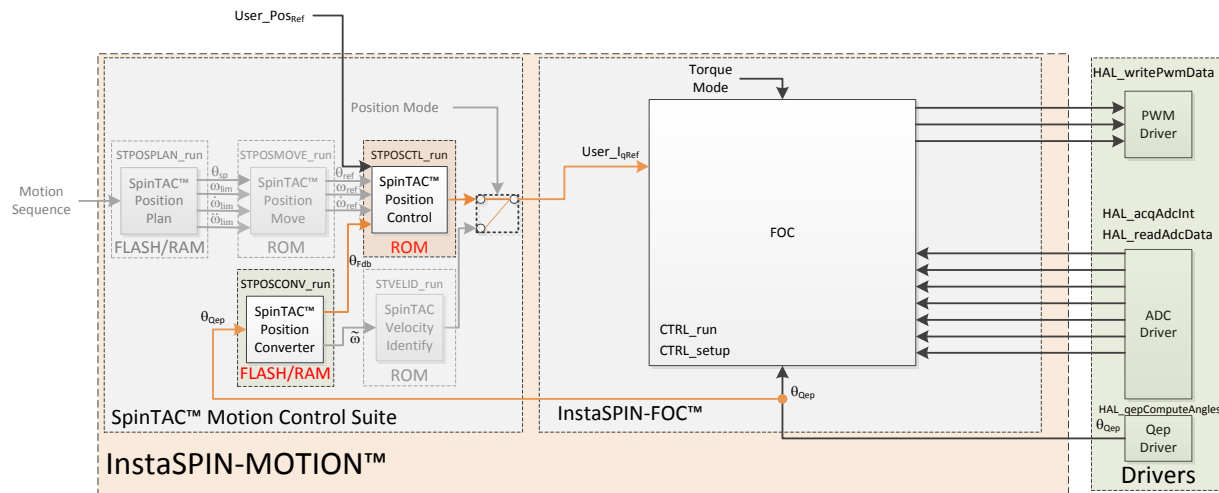 User_PosRef
Torque
Mode
HAL_writePwmData
PWM
Driver
Position Mode
User_IqRef
STPOSPLAN_run
STPOSMOVE_run
STPOSCTL_run
Motion
Sequence
SpinTAC™
Position
Plan
θsp
ωlim
ω̇lim
ω̈lim
SpinTAC™
Position
Move
θref
ωref
ω̇ref
SpinTAC™
Position
Control
FLASH/RAM
ROM
ROM
FOC
HAL_acqAdcInt
HAL_readAdcData
θFdb
STPOSCONV_run
STVELID_run
θQep
SpinTAC™
Position
Converter
ω̃
SpinTAC
Velocity
Identify
CTRL_run
CTRL_setup
ADC
Driver
FLASH/RAM
ROM
θQep
SpinTAC™ Motion Control Suite
InstaSPIN-FOC™
HAL_qepComputeAngles
θQep
Qep
Driver
InstaSPIN-MOTION™
Drivers